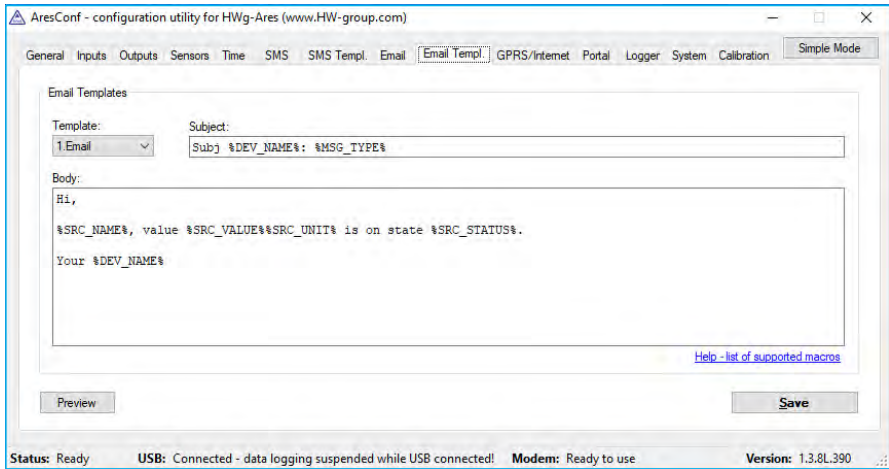 AresConf - configuration utility for HWg-Ares (www.HW-group.com)
General Inputs Outputs Sensors Time SMS SMS Templ. Email Email Templ. GPRS/Internet Portal Logger System Calibration Simple Mode
Email Templates
Template: Subject:
1.Email Subj %DEV_NAME%: %MSG_TYPE%
Body:
Hi,
%SRC_NAME%, value %SRC_VALUE%%SRC_UNIT% is on state %SRC_STATUS%.
Your %DEV_NAME%
Help - list of supported macros
Preview Save
Status: Ready USB: Connected - data logging suspended while USB connected! Modem: Ready to use Version: 1.3.8L.390